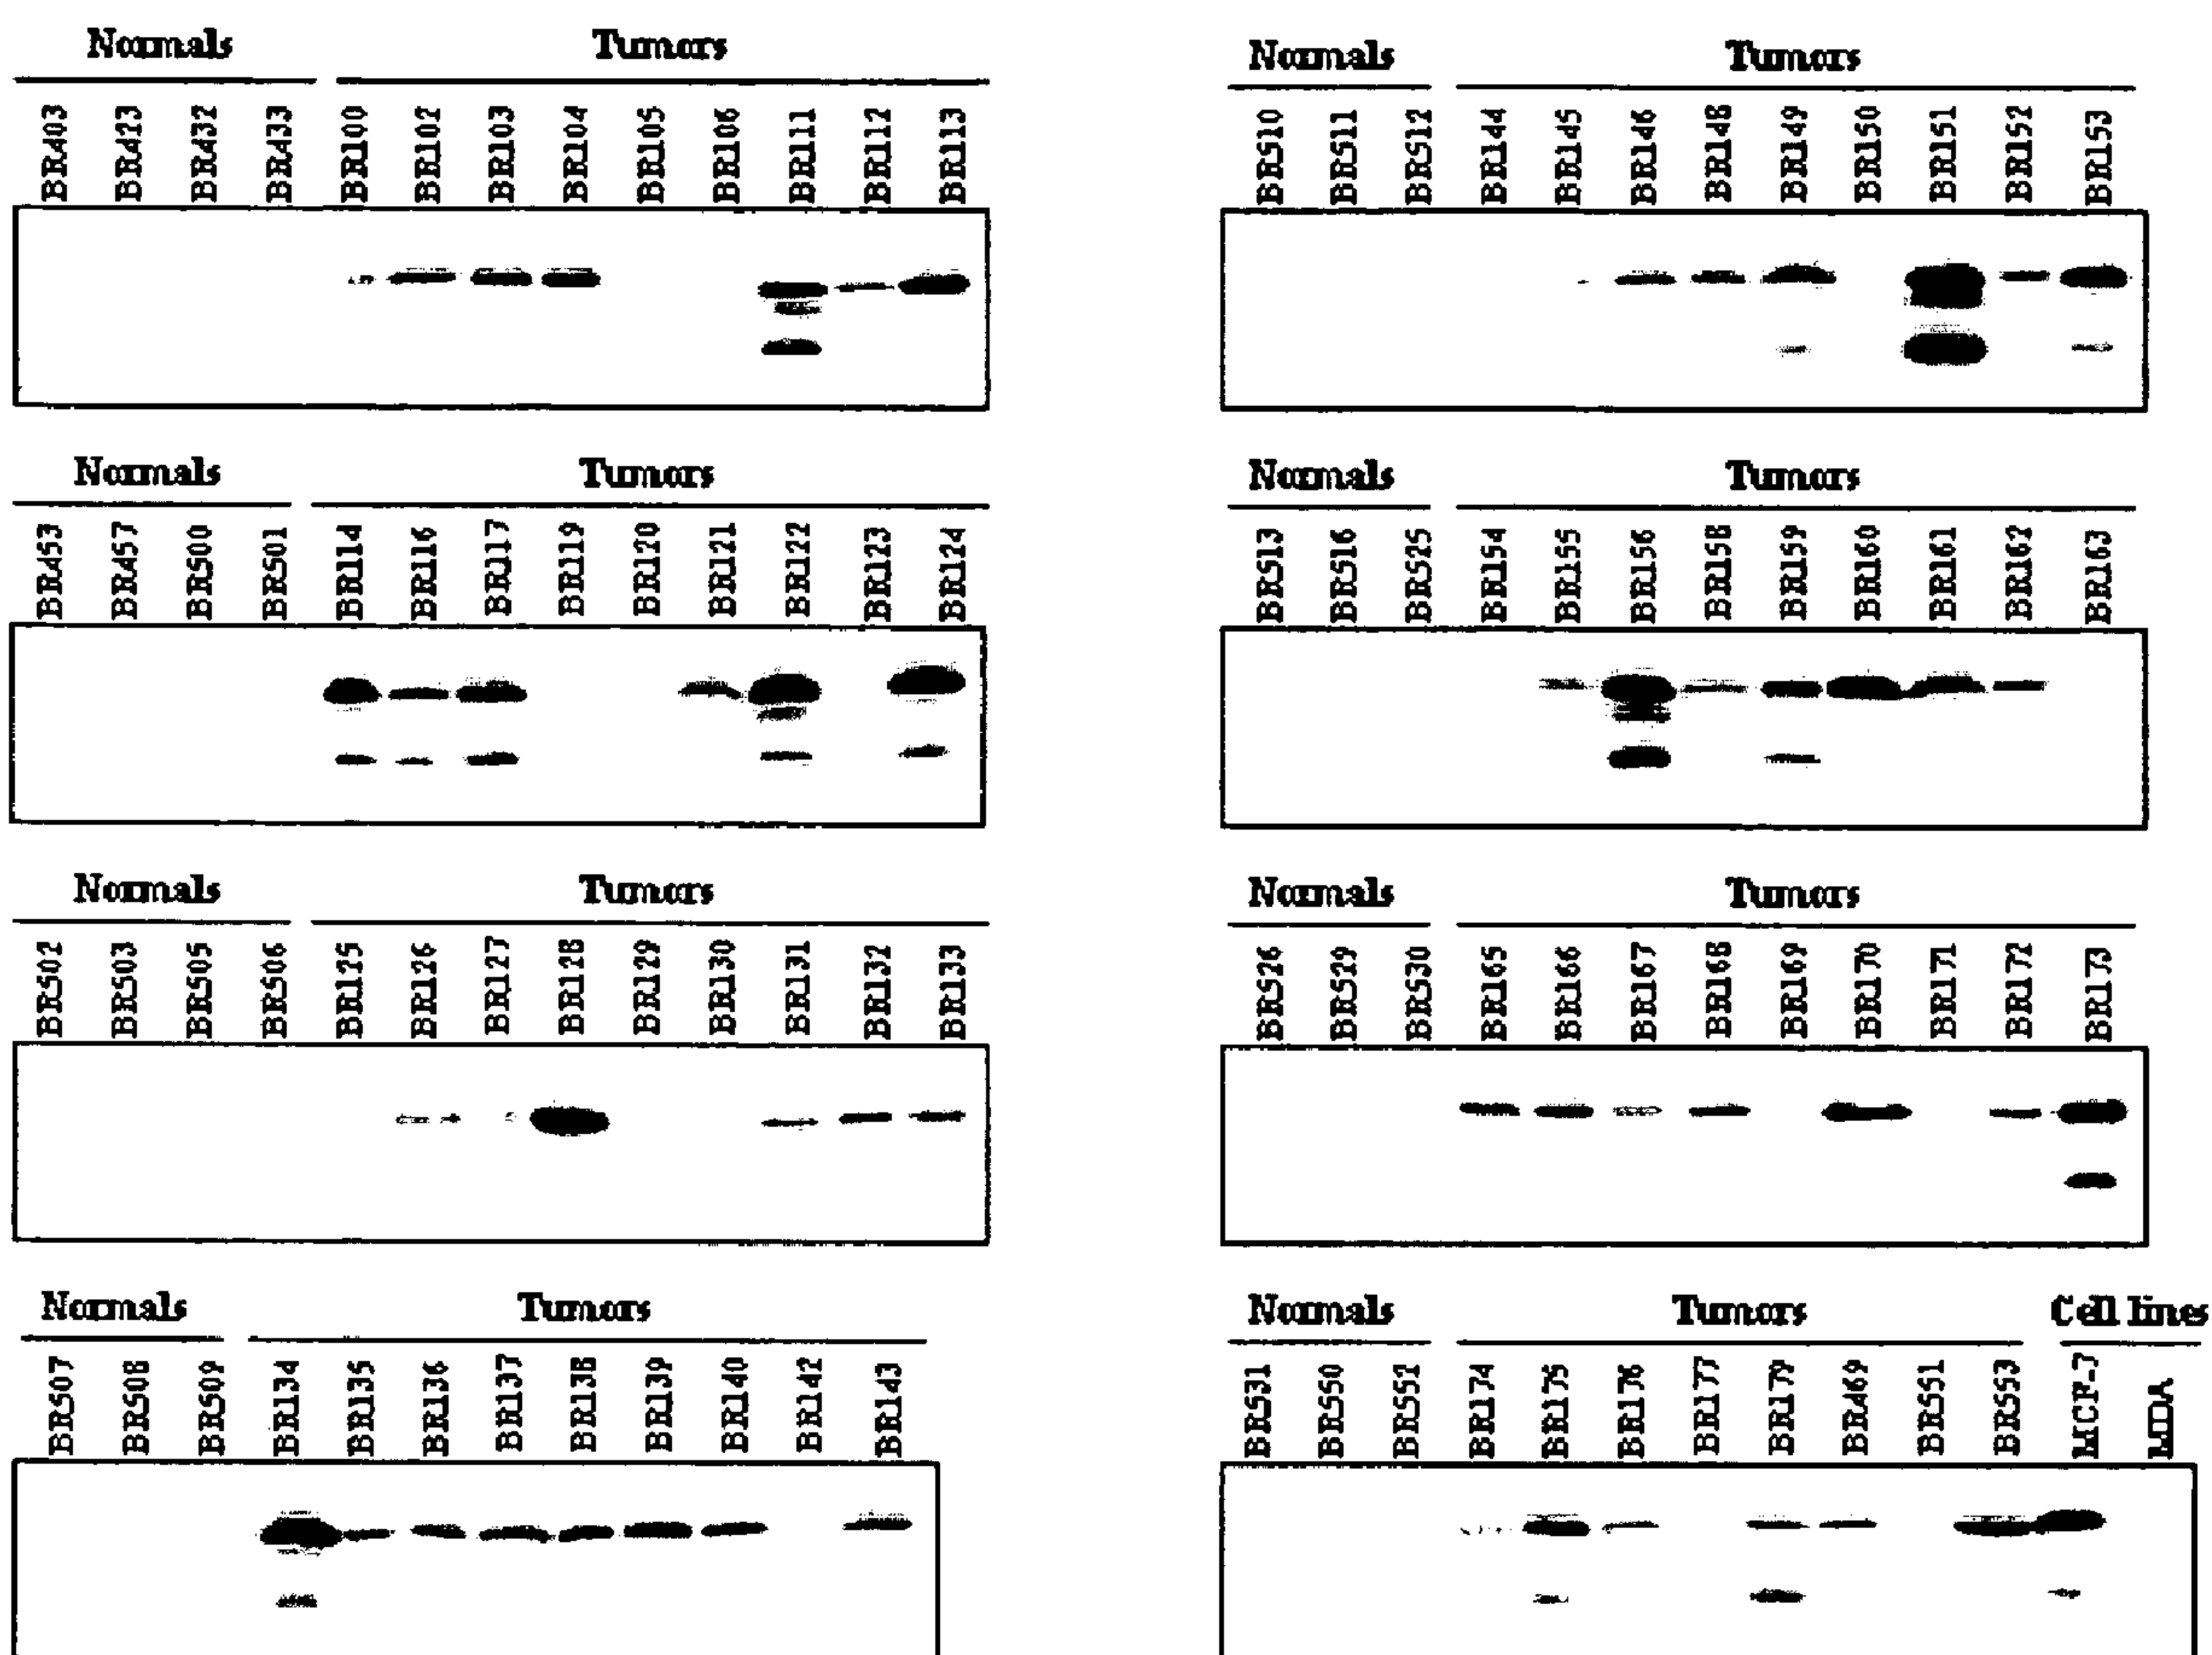 Normals Tumors
BR403 BR423 BR432 BR433 BR100 BR102 BR103 BR104 BR105 BR106 BR111 BR112 BR113
Normals Tumors
BR510 BR511 BR512 BR144 BR145 BR146 BR148 BR149 BR150 BR151 BR152 BR153
Normals Tumors
BR453 BR457 BR500 BR501 BR114 BR116 BR117 BR119 BR120 BR121 BR122 BR123 BR124
Normals Tumors
BR513 BR516 BR525 BR154 BR155 BR156 BR158 BR159 BR160 BR161 BR162 BR163
Normals Tumors
BR502 BR503 BR505 BR506 BR125 BR126 BR127 BR128 BR129 BR130 BR131 BR132 BR133
Normals Tumors
BR526 BR529 BR530 BR165 BR166 BR167 BR168 BR169 BR170 BR171 BR172 BR173
Normals Tumors
BR507 BR508 BR509 BR134 BR135 BR136 BR137 BR138 BR139 BR140 BR142 BR143
Normals Tumors Cell lines
BR531 BR550 BR552 BR174 BR175 BR176 BR177 BR179 BR469 BR551 BR553 MCF-7 MDA